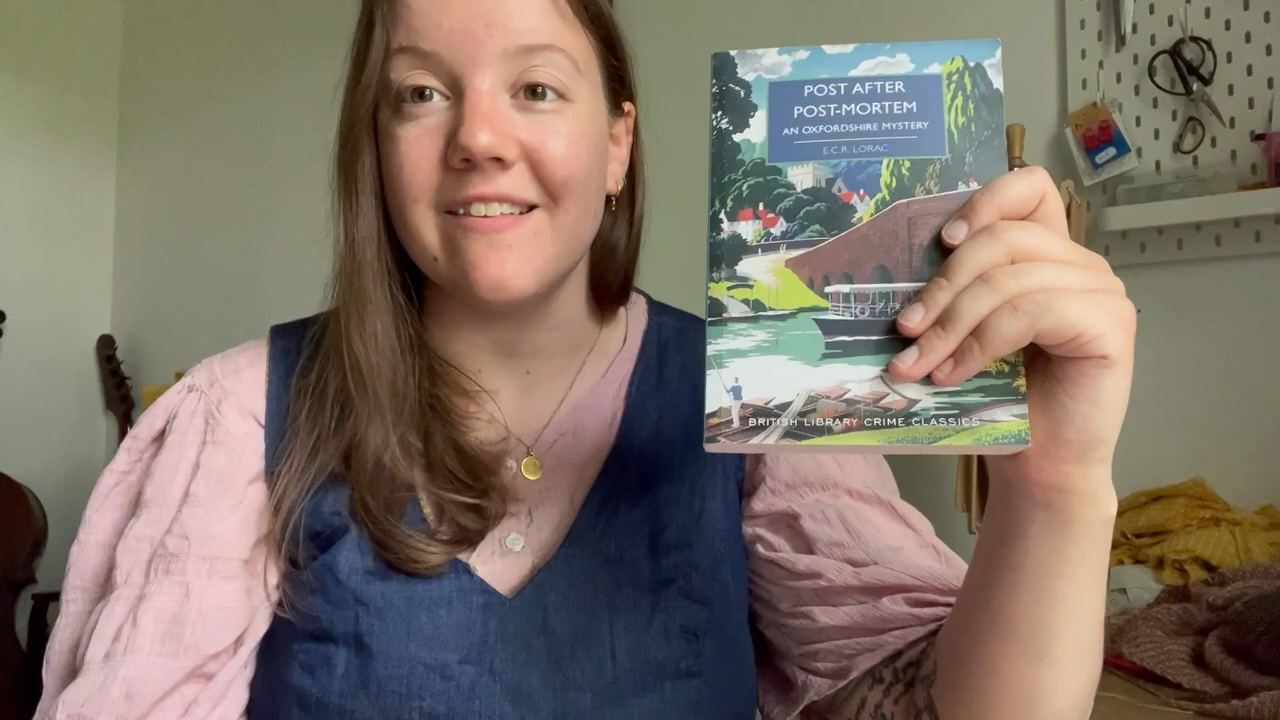 POST AFTER
POST-MORTEM
AN OXFORDSHIRE MYSTERY
E.C.R. LORAC
BRITISH LIBRARY CRIME CLASSICS